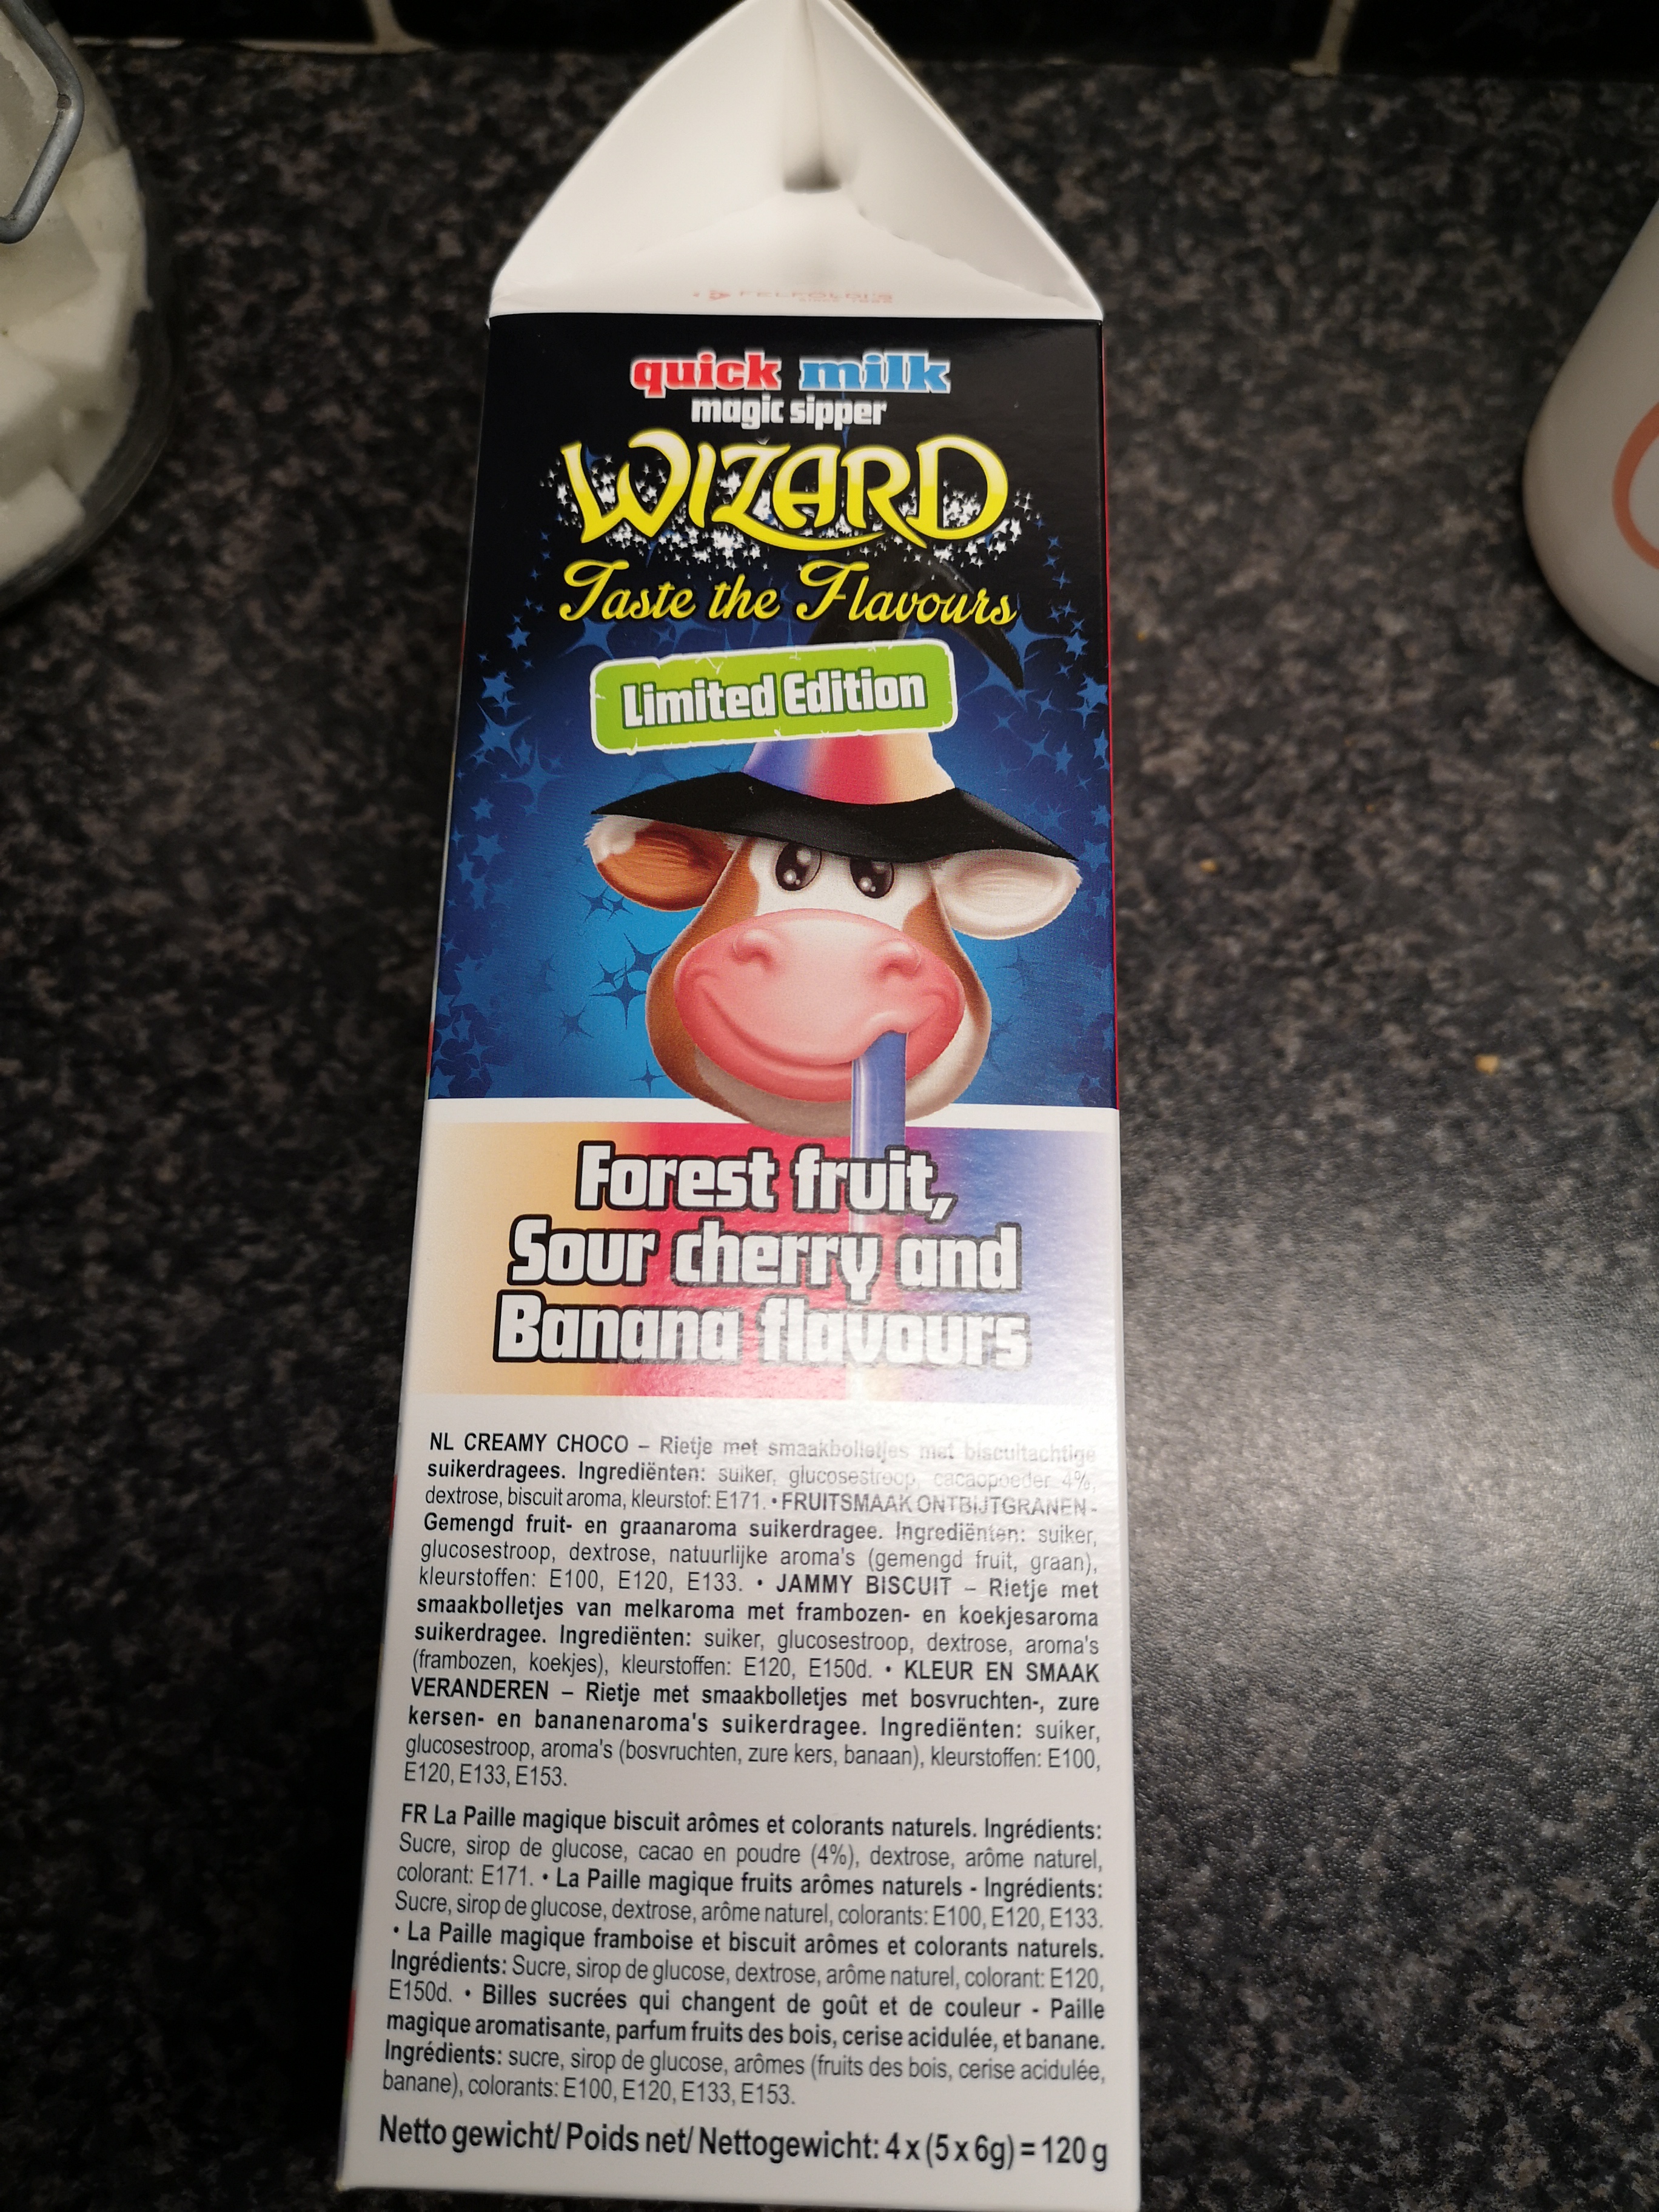 quick milk
magic sipper
WIZARD
Taste the Flavours
Limited Edition
Forest fruit,
Sour cherry and
Banana flavours
NL CREAMY CHOCO – Rietje met smaakbolletjes met biscuitachtige
suikerdragees. Ingrediënten: suiker, glucosestroop, cacaopoeder 4%,
dextrose, biscuit aroma, kleurstof: E171. • FRUITSMAAK ONTBIJTGRANEN -
Gemengd fruit- en graanaroma suikerdragee. Ingrediënten: suiker,
glucosestroop, dextrose, natuurlijke aroma's (gemengd fruit, graan),
kleurstoffen: E100, E120, E133. • JAMMY BISCUIT – Rietje met
smaakbolletjes van melkaroma met frambozen- en koekjesaroma
suikerdragee. Ingrediënten: suiker, glucosestroop, dextrose, aroma's
(frambozen, koekjes), kleurstoffen: E120, E150d. • KLEUR EN SMAAK
VERANDEREN – Rietje met smaakbolletjes met bosvruchten-, zure
kersen- en bananenaroma's suikerdragee. Ingrediënten: suiker,
glucosestroop, aroma's (bosvruchten, zure kers, banaan), kleurstoffen: E100,
E120, E133, E153.
FR La Paille magique biscuit arômes et colorants naturels. Ingrédients:
Sucre, sirop de glucose, cacao en poudre (4%), dextrose, arôme naturel,
colorant: E171. • La Paille magique fruits arômes naturels - Ingrédients:
Sucre, sirop de glucose, dextrose, arôme naturel, colorants: E100, E120, E133.
• La Paille magique framboise et biscuit arômes et colorants naturels.
Ingrédients: Sucre, sirop de glucose, dextrose, arôme naturel, colorant: E120,
E150d. • Billes sucrées qui changent de goût et de couleur - Paille
magique aromatisante, parfum fruits des bois, cerise acidulée, et banane.
Ingrédients: sucre, sirop de glucose, arômes (fruits des bois, cerise acidulée,
banane), colorants: E100, E120, E133, E153.
Netto gewicht/ Poids net/ Nettogewicht: 4 x (5 x 6g) = 120 g